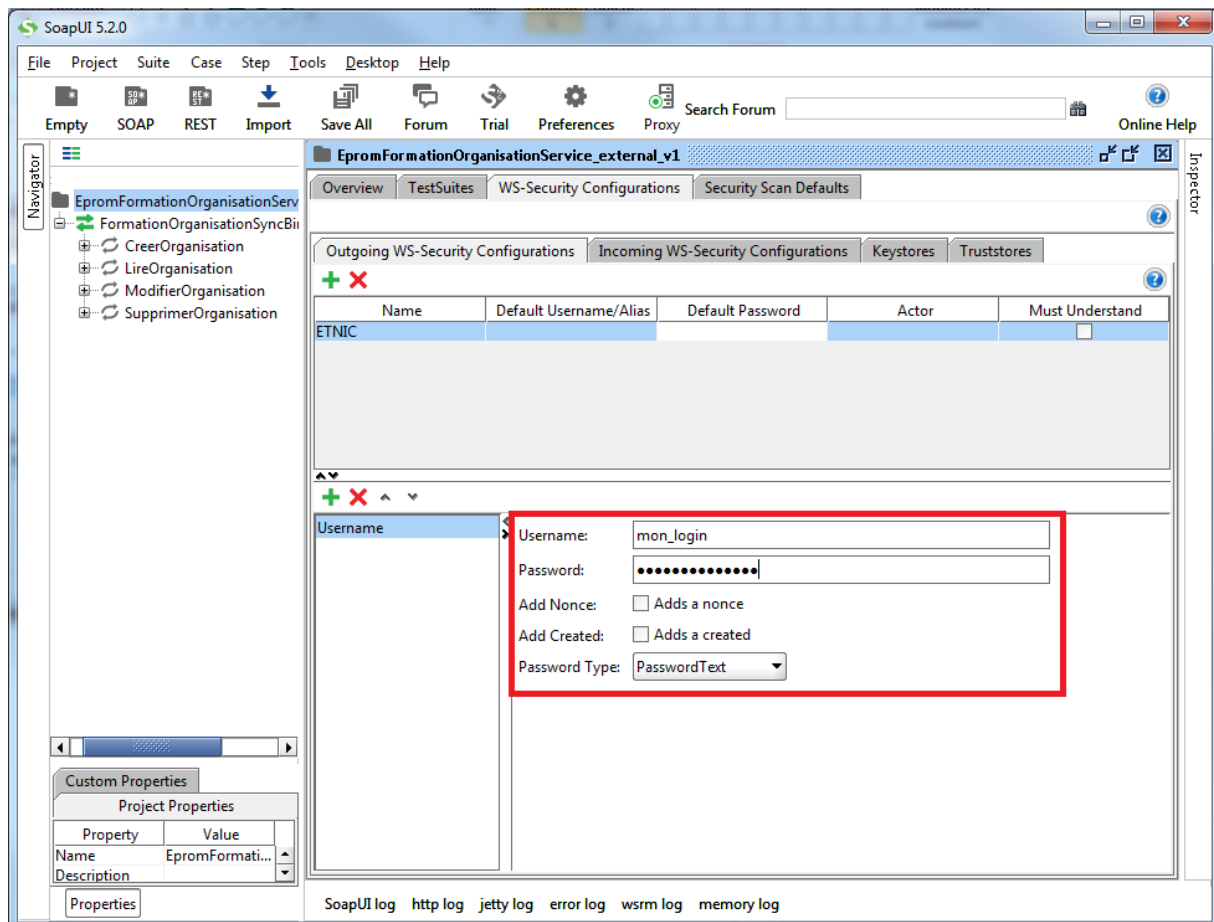 SoapUI 5.2.0
File Project Suite Case Step Tools Desktop Help
Empty SOAP REST Import Save All Forum Trial Preferences Proxy Search Forum Online Help
Navigator
EpromFormationOrganisationServ
FormationOrganisationSyncBi
CreerOrganisation
LireOrganisation
ModifierOrganisation
SupprimerOrganisation
Custom Properties
Project Properties
Property Value
Name EpromFormati...
Description
Properties
EpromFormationOrganisationService_external_v1
Overview TestSuites WS-Security Configurations Security Scan Defaults
Outgoing WS-Security Configurations Incoming WS-Security Configurations Keystores Truststores
Name Default Username/Alias Default Password Actor Must Understand
ETNIC
Username
Username: mon_login
Password: ••••••••••••••
Add Nonce: Adds a nonce
Add Created: Adds a created
Password Type: PasswordText
Inspector
SoapUI log http log jetty log error log wsrm log memory log